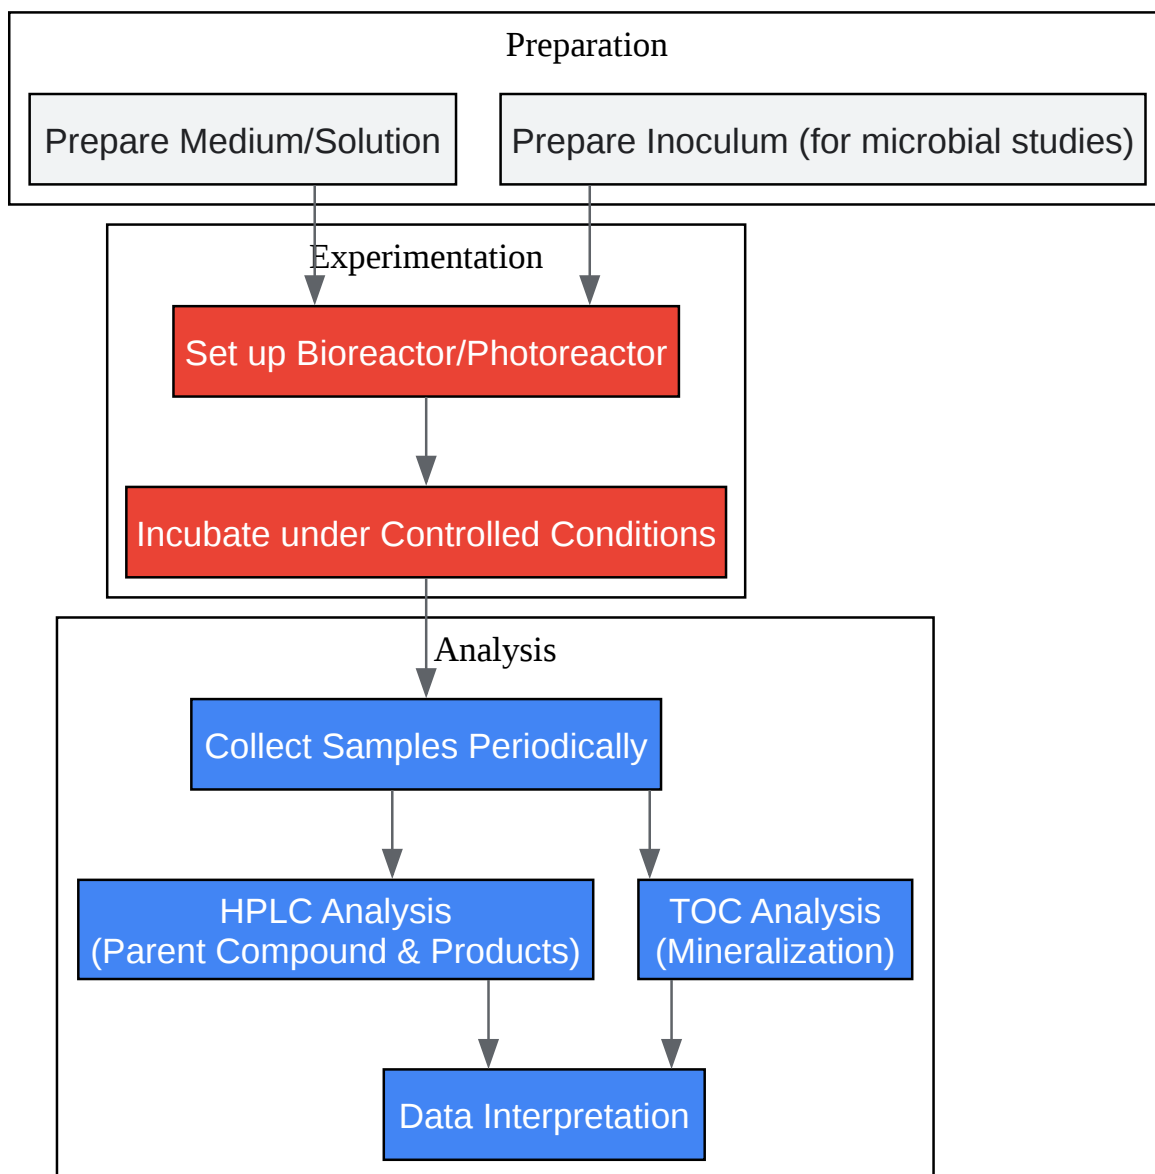 Preparation
Prepare Medium/Solution
Prepare Inoculum (for microbial studies)
Experimentation
Set up Bioreactor/Photoreactor
Incubate under Controlled Conditions
Analysis
Collect Samples Periodically
HPLC Analysis
(Parent Compound & Products)
TOC Analysis
(Mineralization)
Data Interpretation